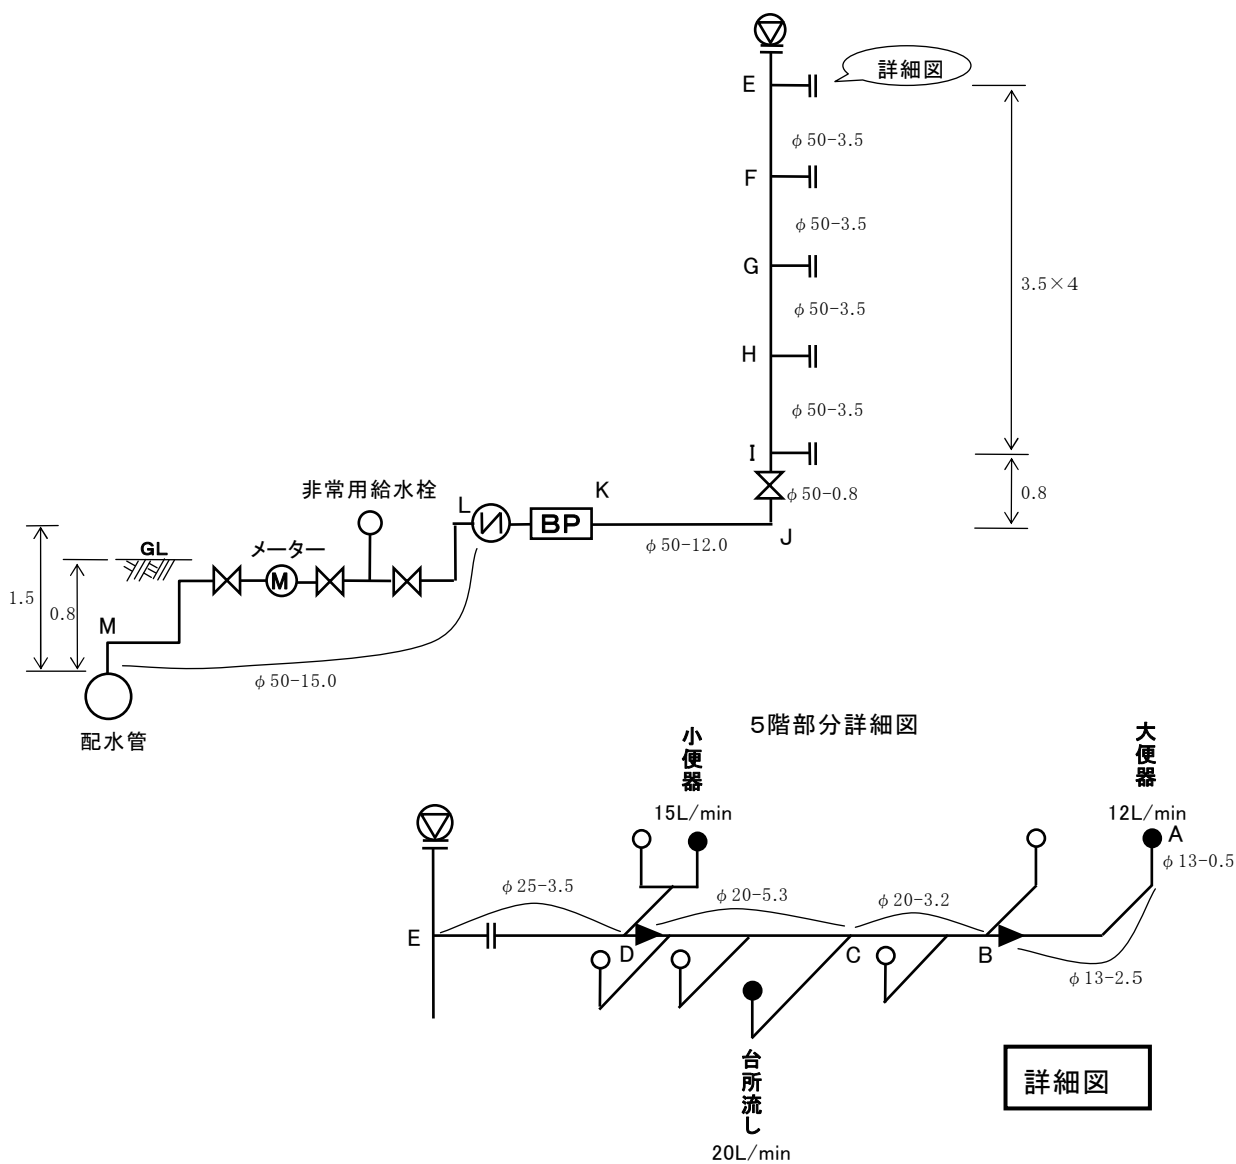 詳細図
E
φ50-3.5
F
φ50-3.5
G
3.5×4
φ50-3.5
H
φ50-3.5
I
非常用給水栓
L
K
φ50-0.8
0.8
BP
GL
メーター
J
φ50-12.0
M
1.5
0.8
M
φ50-15.0
配水管
5階部分詳細図
小便器
大便器
15L/min
12L/min
A
φ13-0.5
φ25-3.5
φ20-5.3
φ20-3.2
E
D
C
B
φ13-2.5
台所流し
詳細図
20L/min